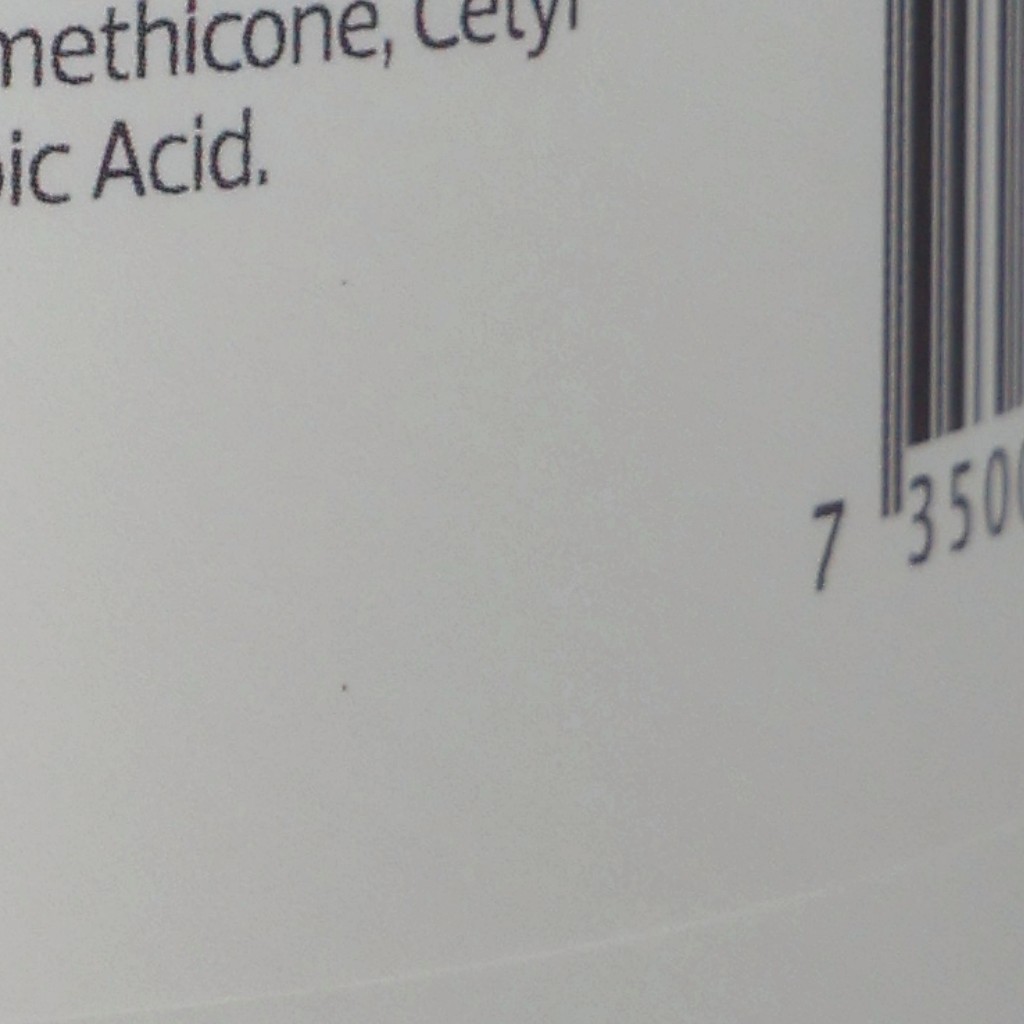 methicone, Cetyl
ic Acid.
7 350